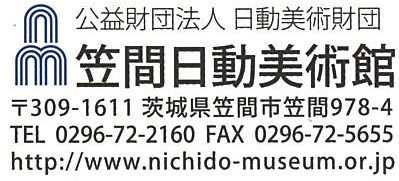 公益財団法人 日動美術財団
笠間日動美術館
〒309-1611 茨城県笠間市笠間978-4
TEL 0296-72-2160 FAX 0296-72-5655
http://www.nichido-museum.or.jp